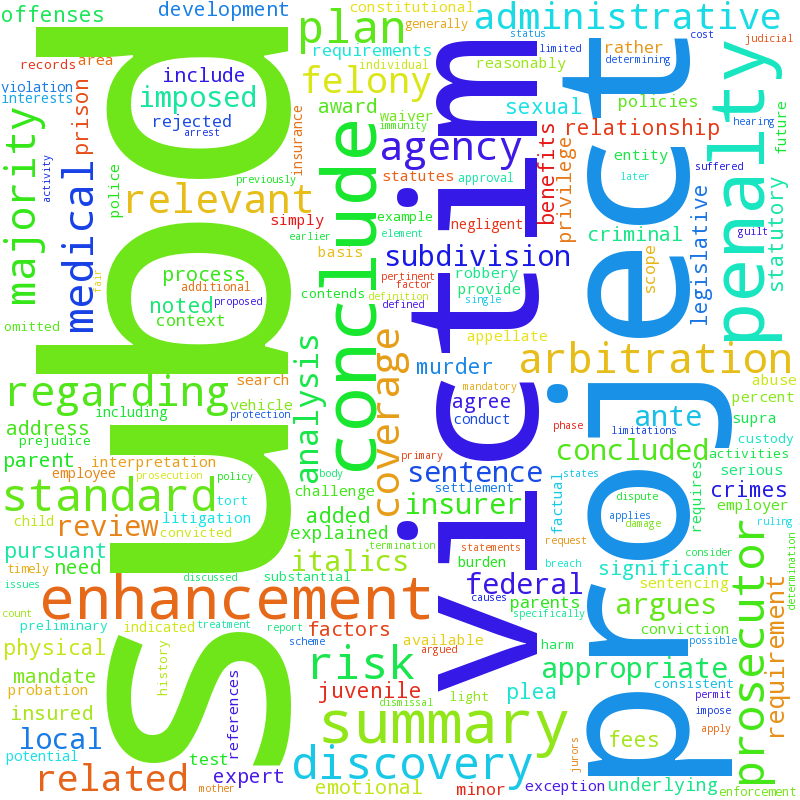 offenses
development
constitutional
generally
plan
administrative
status
cost
judicial
requirements
individual
reasonably
limited
rather
determining
records
area
violation
interests
include
imposed
rejected
arrest
felony
award
waiver
immunity
sexual
policies
relationship
hearing
future
prison
medical
majority
activity
police
insurance
previously
relevant
simply
earlier
conclude
agency
statutes
approval
benefits
privilege
entity
later
suffered
penalty
statutory
example
element
negligent
subdivision
criminal
guilt
legislative
scope
basis
process
additional
noted
proposed
context
fair
omitted
contends
pertinent
factor
definition
defined
robbery
provide
single
appellate
Subpd
victim
project
analysis
coverage
murder
arbitration
search
regarding
including
vehicle
protection
mandatory
agree
conduct
phase
limitations
ante
abuse
percent
supra
custody
address
prejudice
parent
interpretation
employee
prosecution
policy
body
primary
sentence
settlement
concluded
states
activities
serious
requires
crimes
employer
standard
tort
child
litigation
convicted
challenge
added
explained
insurer
factual
dispute
applies
damage
ruling
review
pursuant
timely
need
issues
discussed
substantial
italics
termination
statements
burden
request
breach
consider
significant
determination
enhancement
federal
causes
parents
specifically
sentencing
argues
conviction
possible
prosecutor
requirement
count
preliminary
indicated
treatment
report
scheme
factors
available
argued
harm
physical
history
mandate
probation
risk
juvenile
dismissal
light
plea
appropriate
consistent
permit
impose
apply
insured
references
summary
local
potential
test
expert
discovery
fees
jurors
related
mother
emotional
minor
exception
underlying
enforcement